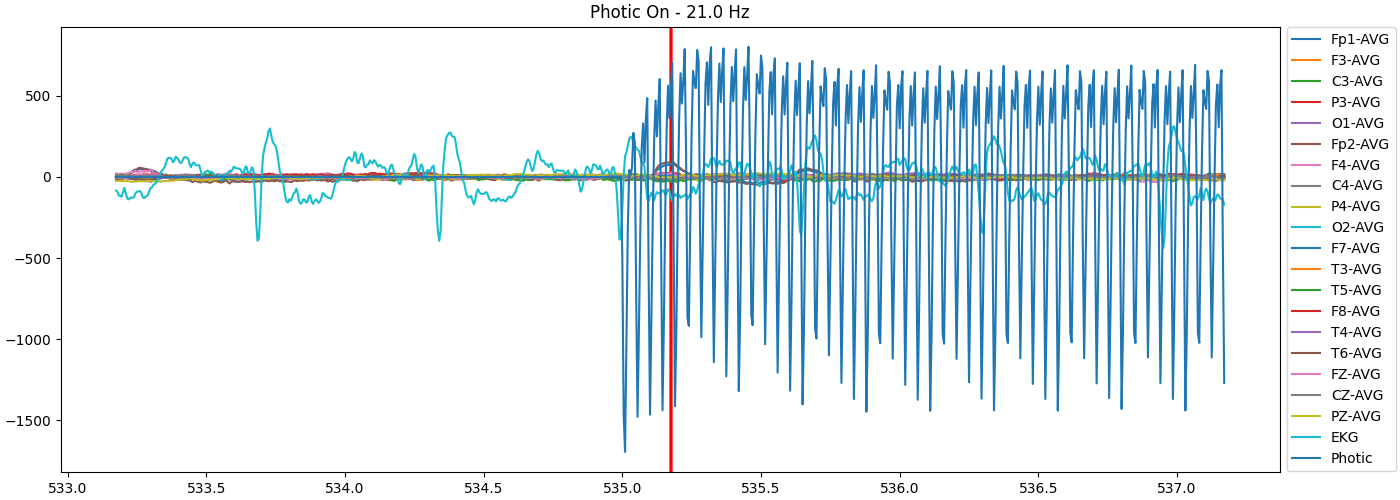 Photic On - 21.0 Hz
500
0
−500
−1000
−1500
533.0 533.5 534.0 534.5 535.0 535.5 536.0 536.5 537.0
Fp1-AVG
F3-AVG
C3-AVG
P3-AVG
O1-AVG
Fp2-AVG
F4-AVG
C4-AVG
P4-AVG
O2-AVG
F7-AVG
T3-AVG
T5-AVG
F8-AVG
T4-AVG
T6-AVG
FZ-AVG
CZ-AVG
PZ-AVG
EKG
Photic